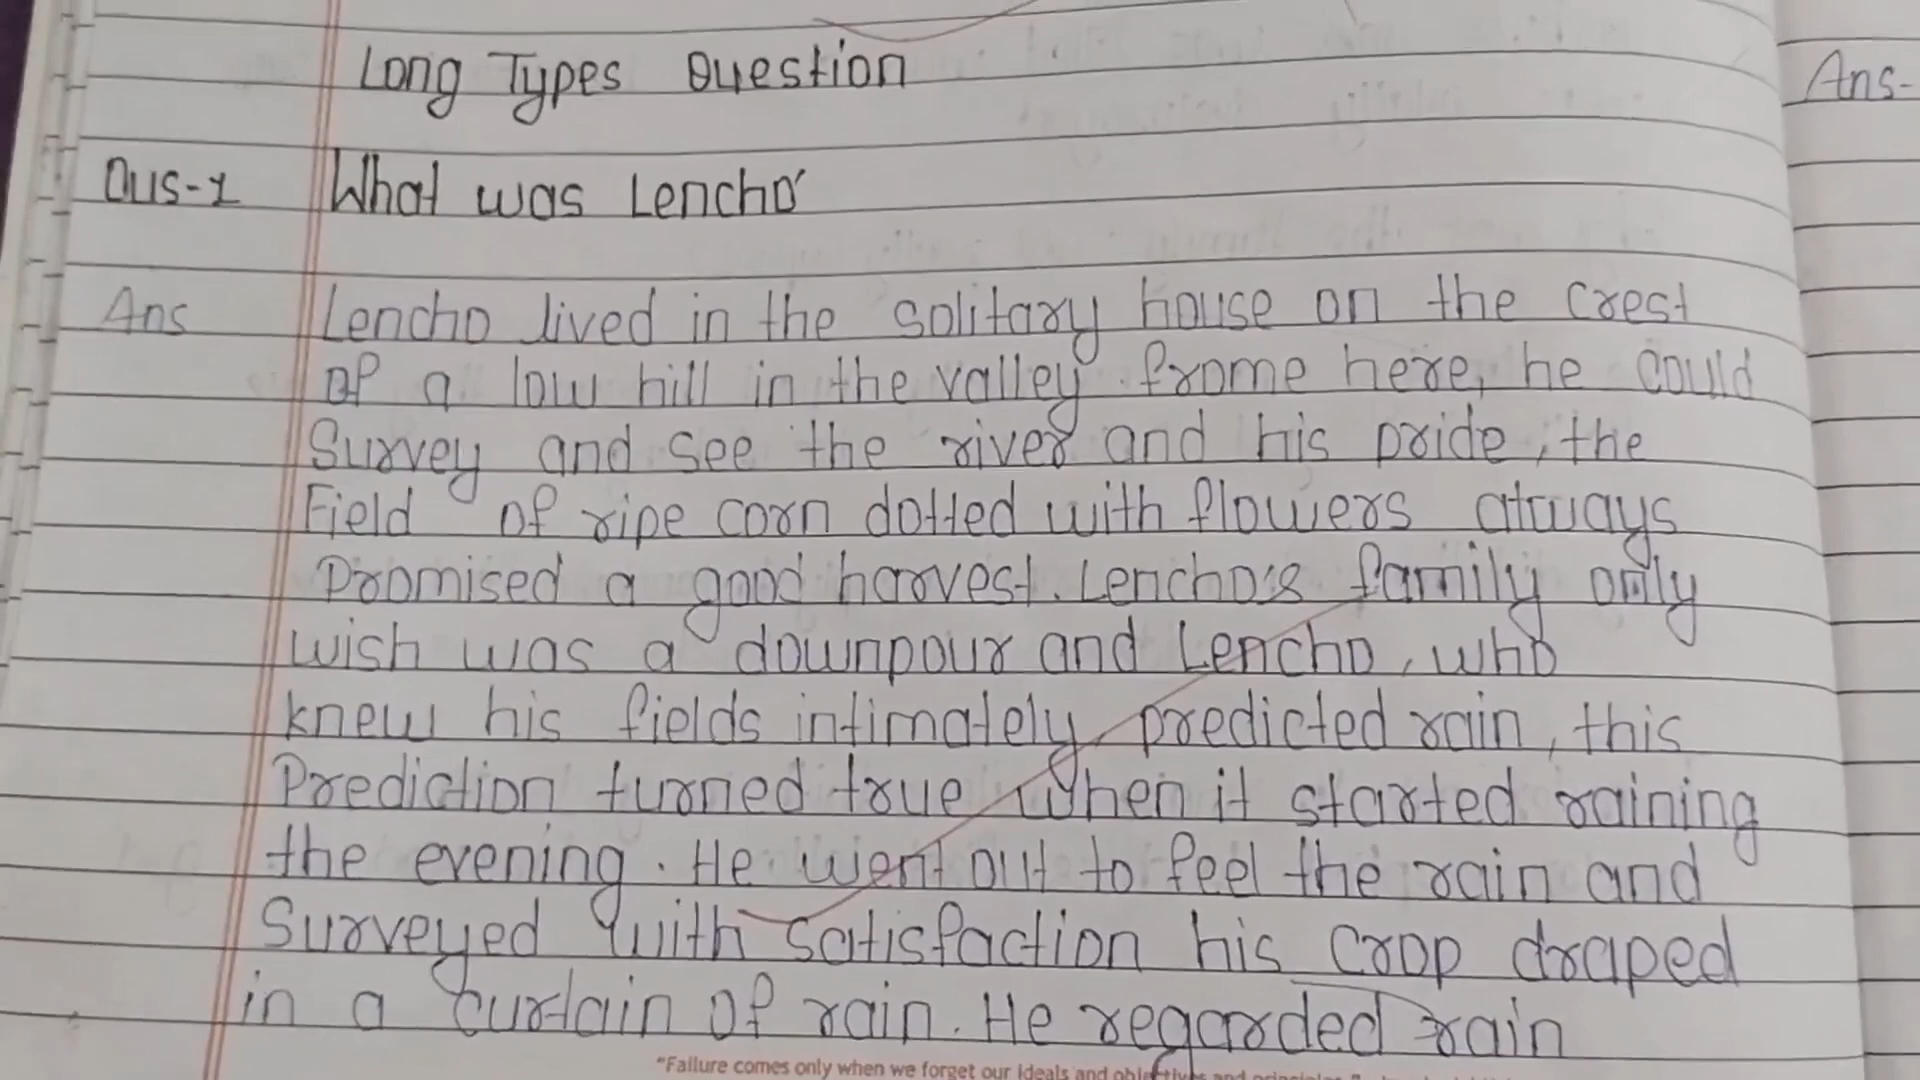 Long Types Question
Ans-
Qus-1 What was Lencho'
Ans Lencho lived in the solitary house on the crest
of a low hill in the valley. frome here, he could
Survey and see the river and his pride, the
Field of ripe corn dotted with flowers always
Promised a good harvest. Lencho's family only
wish was a downpour and Lencho, who
knew his fields intimately, predicted rain, this
Prediction turned true when it started raining
the evening. He went out to feel the rain and
Surveyed with satisfaction his crop draped
in a curtain of rain. He regarded rain
"Failure comes only when we forget our ideals and objectives and principles."